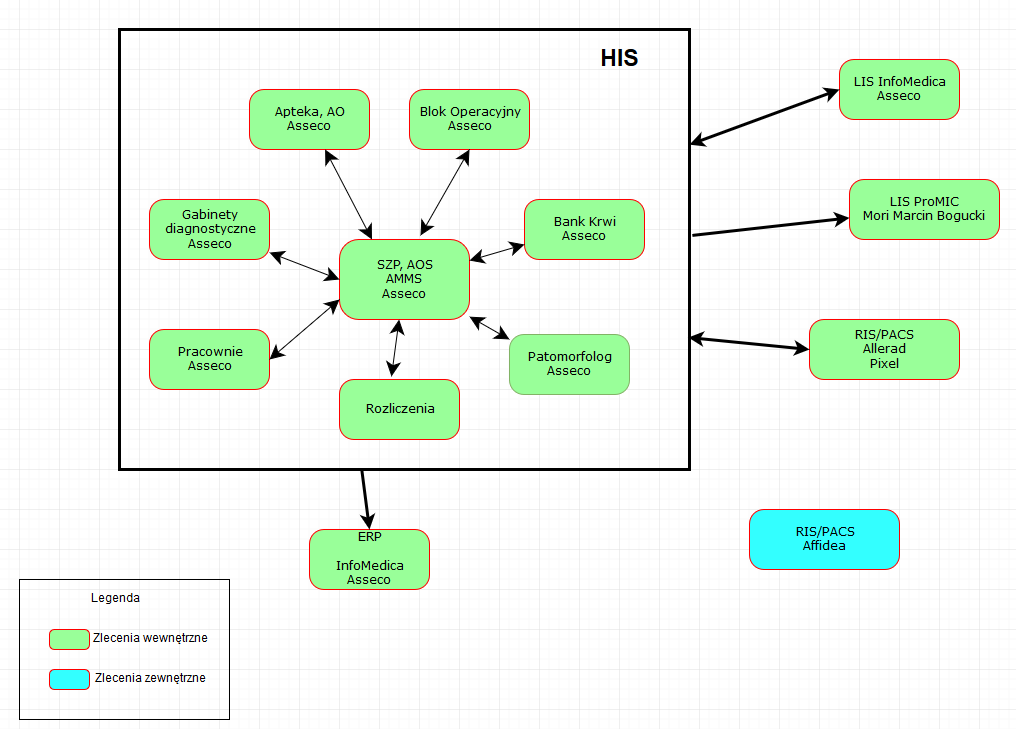 HIS
Apteka, AO
Asseco
Blok Operacyjny
Asseco
Gabinety
diagnostyczne
Asseco
Bank Krwi
Asseco
SZP, AOS
AMMS
Asseco
Pracownie
Asseco
Patomorfolog
Asseco
Rozliczenia
LIS InfoMedica
Asseco
LIS ProMIC
Mori Marcin Bogucki
RIS/PACS
Allerad
Pixel
ERP
InfoMedica
Asseco
RIS/PACS
Affidea
Legenda
Zlecenia wewnętrzne
Zlecenia zewnętrzne